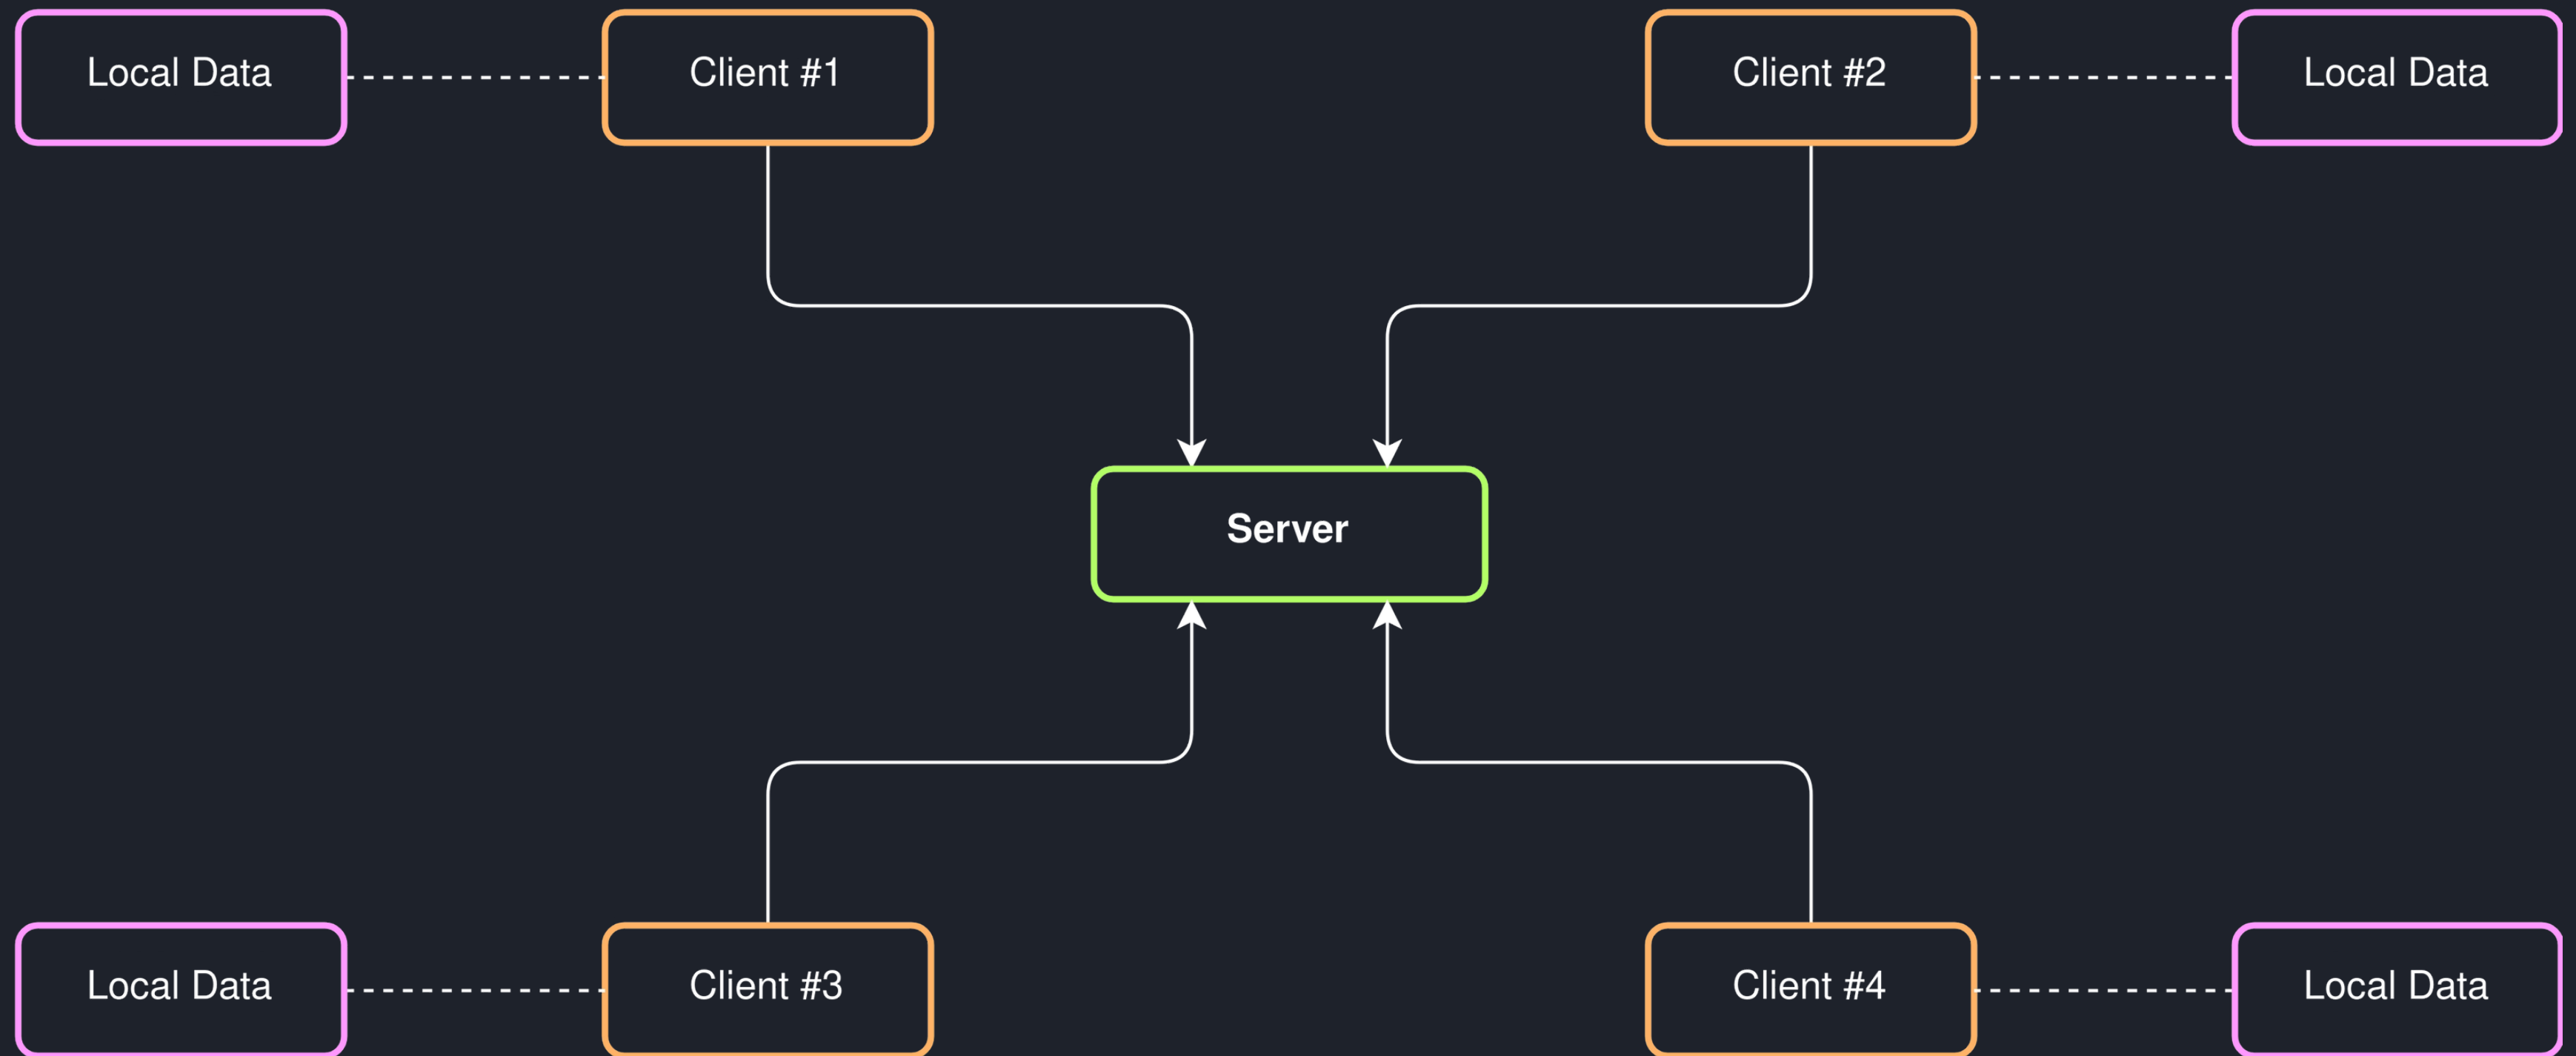 Local Data
Client #1
Client #2
Local Data
Server
Local Data
Client #3
Client #4
Local Data